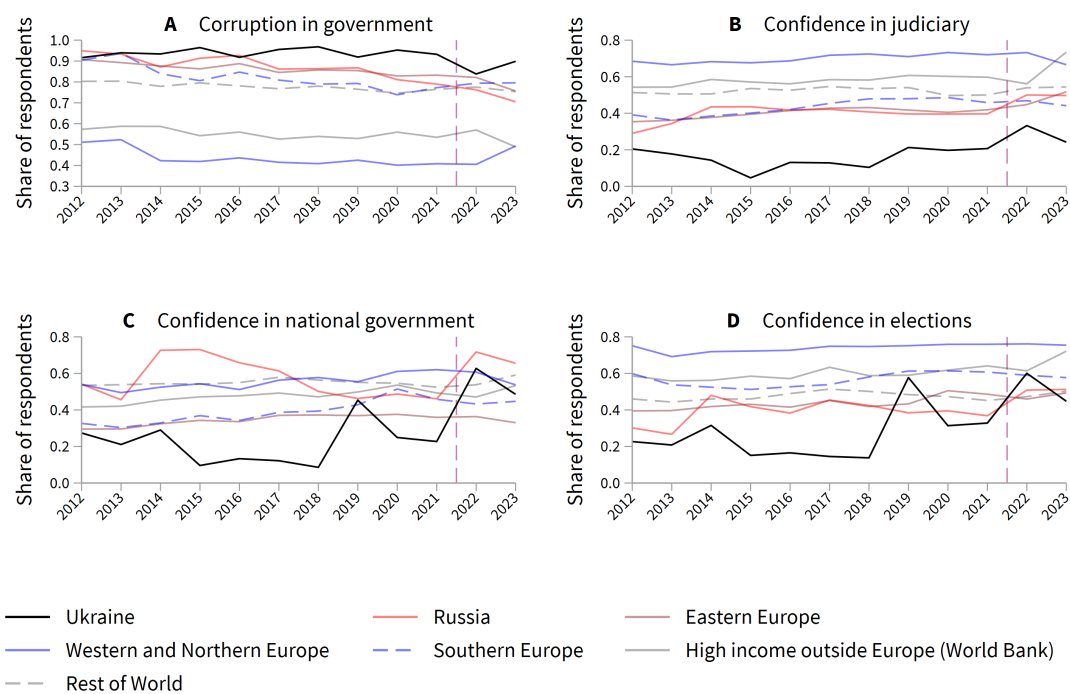 A Corruption in government
Share of respondents
1.0
0.9
0.8
0.7
0.6
0.5
0.4
0.3
2012 2013 2014 2015 2016 2017 2018 2019 2020 2021 2022 2023
B Confidence in judiciary
Share of respondents
0.8
0.6
0.4
0.2
0.0
2012 2013 2014 2015 2016 2017 2018 2019 2020 2021 2022 2023
C Confidence in national government
Share of respondents
0.8
0.6
0.4
0.2
0.0
2012 2013 2014 2015 2016 2017 2018 2019 2020 2021 2022 2023
D Confidence in elections
Share of respondents
0.8
0.6
0.4
0.2
0.0
2012 2013 2014 2015 2016 2017 2018 2019 2020 2021 2022 2023
Ukraine Russia Eastern Europe
Western and Northern Europe Southern Europe High income outside Europe (World Bank)
Rest of World